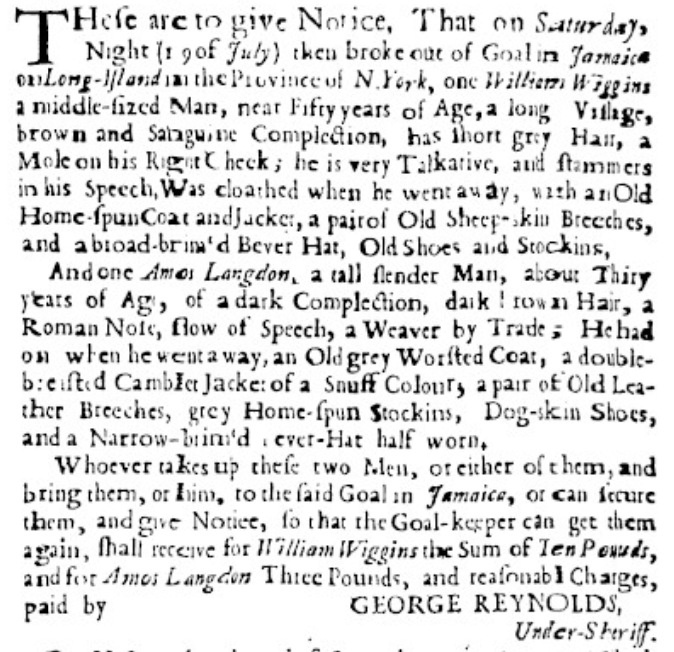 THese are to give Notice, That on Saturday,
Night (19 of July) then broke out of Goal in Jamaica
on Long-Island in the Province of N. York, one William Wiggins
a middle-sized Man, near Fifty years of Age, a long Visage,
brown and Sanguine Complection, has short grey Hair, a
Mole on his Right Cheek; he is very Talkative, and stammers
in his Speech, Was cloathed when he went away, with an Old
Home-spun Coat and Jacket, a pair of Old Sheep-skin Breeches,
and a broad-brim'd Bever Hat, Old Shoes and Stockins,
And one Amos Langdon, a tall slender Man, about Thirty
years of Age, of a dark Complection, dark brown Hair, a
Roman Nose, slow of Speech, a Weaver by Trade; He had
on when he went away, an Old grey Worsted Coat, a double-
breasted Camblet Jacket of a Snuff Colour, a pair of Old Lea-
ther Breeches, grey Home-spun Stockins, Dog-skin Shoes,
and a Narrow-brim'd Bever-Hat half worn,
Whoever takes up these two Men, or either of them, and
bring them, or him, to the said Goal in Jamaica, or can secure
them, and give Notice, so that the Goal-keeper can get them
again, shall receive for William Wiggins the Sum of Ten Pounds,
and for Amos Langdon Three Pounds, and reasonabl Charges,
paid by GEORGE REYNOLDS,
Under-Sheriff.